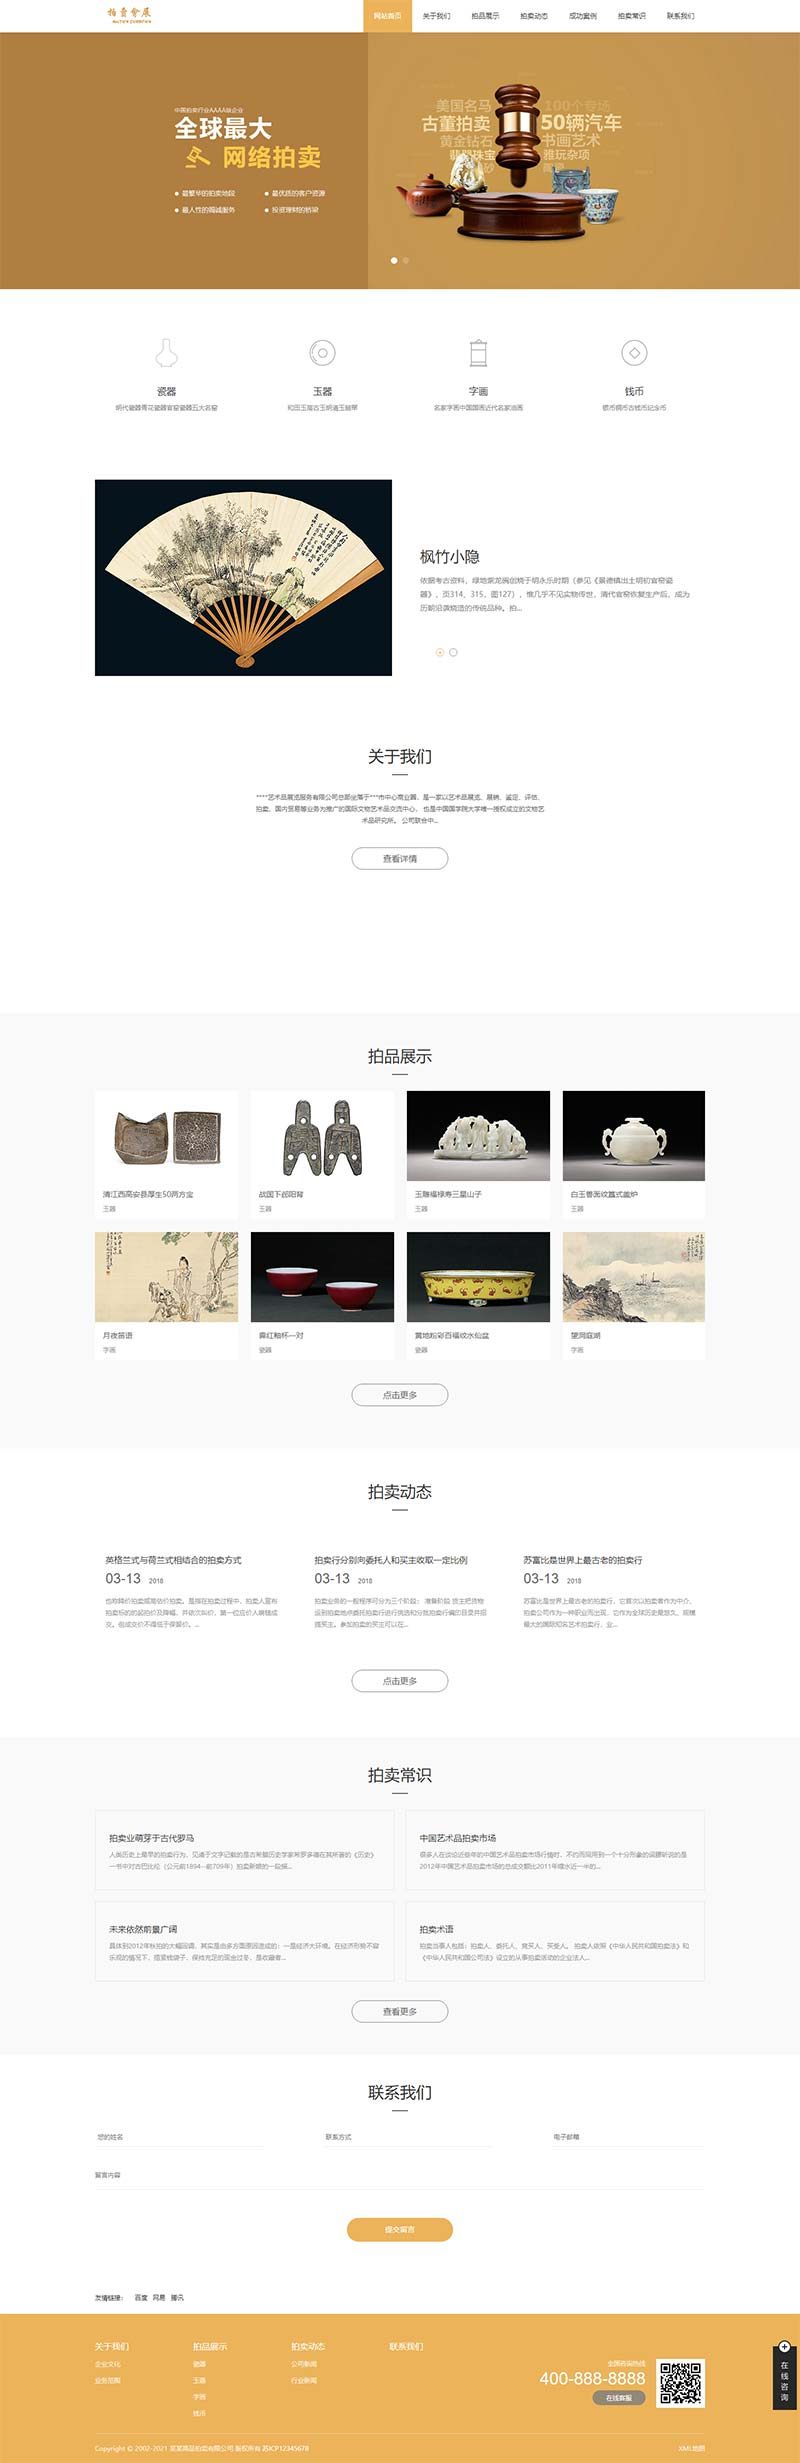 拍卖会展
网站首页 关于我们 拍品展示 拍卖动态 成功案例 拍卖常识 联系我们
中国拍卖行业AAAA级企业
全球最大
网络拍卖
最繁华的拍卖地段 最优质的客户资源
最人性的竭诚服务 投资理财的桥梁
美国名马 100个专场
古董拍卖 50辆汽车
黄金钻石 书画艺术
翡翠珠宝 雅玩杂项
瓷器 玉器 字画 钱币
明代瓷器青花瓷器官窑瓷器五大名窑
名家字画中国国画近代名家油画
银币铜币古钱币纪念币
枫竹小隐
依据考古资料，绿地紫龙碗创烧于明永乐时期（参见《景德镇出土明初官窑瓷
器》，页314、315，图127），惟几乎不见实物传世，清代官窑恢复生产后，成为
历朝沿袭烧造的传统品种。拍...
关于我们
****艺术品展览服务有限公司总部坐落于***市中心商业圈，是一家以艺术品展览、展销、鉴定、评估、
拍卖、国内贸易等业务为推广的国际文物艺术品交流中心， 也是中国国学院大学唯一授权成立的文物艺
术品研究所。 公司联合中...
查看详情
拍品展示
清江西高安县厚生50两方宝
玉器
战国下邙阳背
玉器
玉雕福禄寿三星山子
玉器
白玉兽面纹簋式盖炉
玉器
月夜笛语
字画
霁红釉杯一对
瓷器
黄地粉彩百福纹水仙盆
瓷器
望洞庭湖
字画
点击更多
拍卖动态
英格兰式与荷兰式相结合的拍卖方式
03-13 2018
也称降价拍卖或高估价拍卖。是指在拍卖过程中，拍卖人宣布
拍卖标的的起拍价及降幅，并依次叫价，第一位应价人响槌成
交。但成交价不得低于保留价。...
拍卖行分别向委托人和买主收取一定比例
03-13 2018
拍卖业务的一般程序可分为三个阶段： 准备阶段 货主把货物
运到拍卖地点委托拍卖行进行挑选和分批拍卖行编印目录并招
揽买主。参加拍卖的买主可以在...
苏富比是世界上最古老的拍卖行
03-13 2018
苏富比是世界上最古老的拍卖行，它首次以拍卖者作为中介、
拍卖公司作为一种职业而出现，它作为全球历史最悠久、规模
最大的国际知名艺术拍卖行，业...
点击更多
拍卖常识
拍卖业萌芽于古代罗马
人类历史上最早的拍卖行为，见诸于文字记载的是古希腊历史学家希罗多德在其所著的《历史》
一书中对古巴比伦（公元前1894--前709年）拍卖新娘的一段描...
中国艺术品拍卖市场
很多人在谈论近些年的中国艺术品拍卖市场行情时，不约而同用到一个十分形象的词腰斩说的是
2012年中国艺术品拍卖市场的总成交额比2011年缩水近一半的...
未来依然前景广阔
具体到2012年秋拍的大幅回调，其实是由多方面原因造成的：一是经济大环境。在经济形势不容
乐观的情况下，捂紧钱袋子、保持充足的现金过冬，是收藏者...
拍卖术语
拍卖当事人包括：拍卖人、委托人、竞买人、买受人。 拍卖人依照《中华人民共和国拍卖法》和
《中华人民共和国公司法》设立的从事拍卖活动的企业法人...
查看更多
联系我们
您的姓名 联系方式 电子邮箱
留言内容
提交留言
友情链接： 百度 网易 腾讯
关于我们 拍品展示 拍卖动态 联系我们
企业文化 瓷器 公司新闻
业务范围 玉器 行业新闻
字画
钱币
全国咨询热线
400-888-8888
在线客服
在线咨询
Copyright © 2002-2021 某某商品拍卖有限公司 版权所有 苏ICP12345678
XML地图